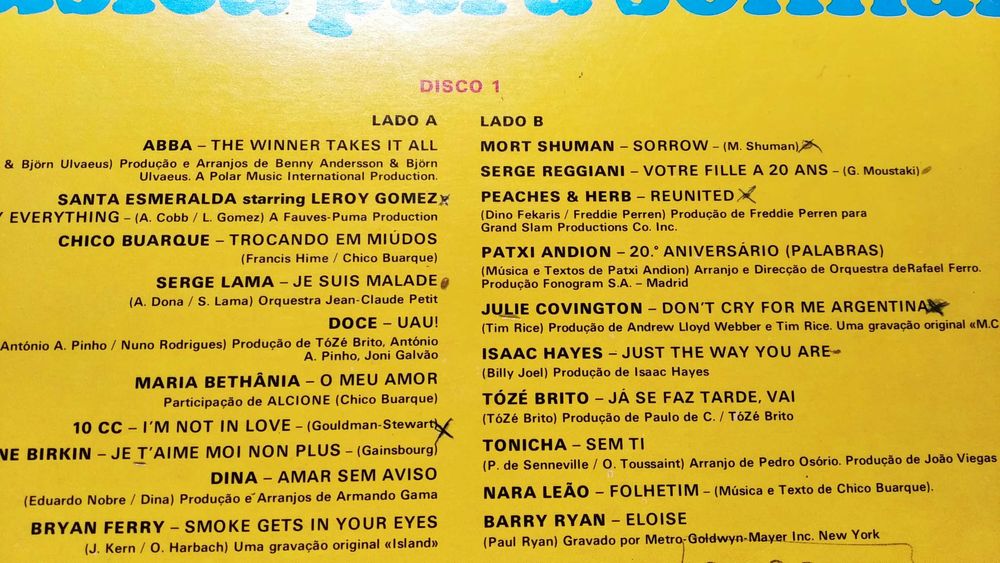 DISCO 1
LADO A
ABBA – THE WINNER TAKES IT ALL
& Björn Ulvaeus) Produção e Arranjos de Benny Andersson & Björn
Ulvaeus. A Polar Music International Production.
SANTA ESMERALDA starring LEROY GOMEZ
Y EVERYTHING – (A. Cobb / L. Gomez) A Fauves-Puma Production
CHICO BUARQUE – TROCANDO EM MIÚDOS
(Francis Hime / Chico Buarque)
SERGE LAMA – JE SUIS MALADE
(A. Dona / S. Lama) Orquestra Jean-Claude Petit
DOCE – UAU!
António A. Pinho / Nuno Rodrigues) Produção de TóZé Brito, António
A. Pinho, Joni Galvão
MARIA BETHÂNIA – O MEU AMOR
Participação de ALCIONE (Chico Buarque)
10 CC – I'M NOT IN LOVE – (Gouldman-Stewart)
NE BIRKIN – JE T'AIME MOI NON PLUS – (Gainsbourg)
DINA – AMAR SEM AVISO
(Eduardo Nobre / Dina) Produção e Arranjos de Armando Gama
BRYAN FERRY – SMOKE GETS IN YOUR EYES
(J. Kern / O. Harbach) Uma gravação original «Island»
LADO B
MORT SHUMAN – SORROW – (M. Shuman)
SERGE REGGIANI – VOTRE FILLE A 20 ANS – (G. Moustaki)
PEACHES & HERB – REUNITED
(Dino Fekaris / Freddie Perren) Produção de Freddie Perren para
Grand Slam Productions Co. Inc.
PATXI ANDION – 20.° ANIVERSÁRIO (PALABRAS)
(Música e Textos de Patxi Andion) Arranjo e Direcção de Orquestra deRafael Ferro.
Produção Fonogram S.A. – Madrid
JULIE COVINGTON – DON'T CRY FOR ME ARGENTINA
(Tim Rice) Produção de Andrew Lloyd Webber e Tim Rice. Uma gravação original «M.C
ISAAC HAYES – JUST THE WAY YOU ARE
(Billy Joel) Produção de Isaac Hayes
TÓZÉ BRITO – JÁ SE FAZ TARDE, VAI
(TóZé Brito) Produção de Paulo de C. / TóZé Brito
TONICHA – SEM TI
(P. de Senneville / O. Toussaint) Arranjo de Pedro Osório. Produção de João Viegas
NARA LEÃO – FOLHETIM – (Música e Texto de Chico Buarque).
BARRY RYAN – ELOISE
(Paul Ryan) Gravado por Metro-Goldwyn-Mayer Inc. New York